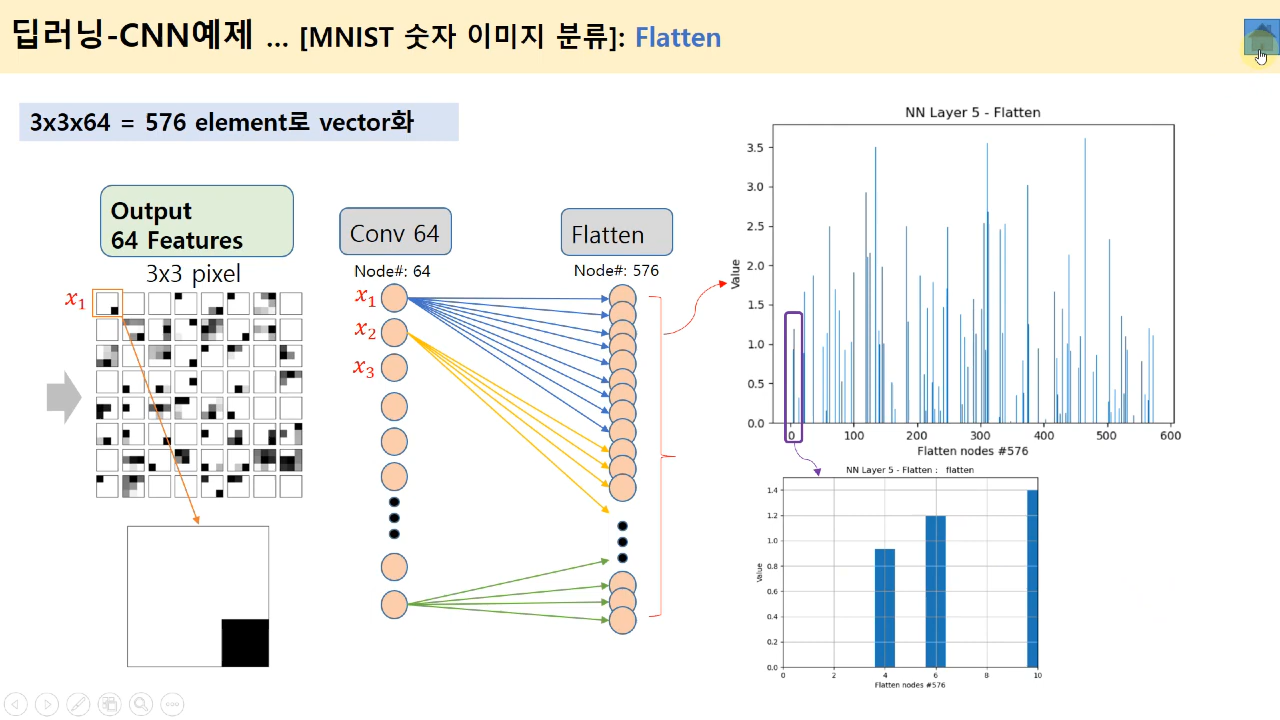 딥러닝-CNN예제 ... [MNIST 숫자 이미지 분류]: Flatten
3x3x64 = 576 element로 vector화
Output
64 Features
3x3 pixel
x1
Conv 64
Node#: 64
x1
x2
x3
Flatten
Node#: 576
NN Layer 5 - Flatten
Value
3.5
3.0
2.5
2.0
1.5
1.0
0.5
0.0
0 100 200 300 400 500 600
Flatten nodes #576
NN Layer 5 - Flatten : flatten
Value
1.4
1.2
1.0
0.8
0.6
0.4
0.2
0.0
0 2 4 6 8 10
Flatten nodes #576